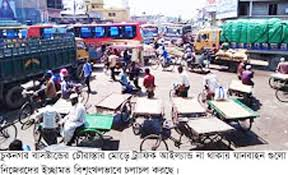 চুকনগর বাসষ্টান্ডের চৌরাস্তার মোড়ে ট্রাফিক আইল্যান্ড না থাকায় যানবাহন গুলো
নিজেদের ইচ্ছামত বিশৃংখলভাবে চলাচল করছে।